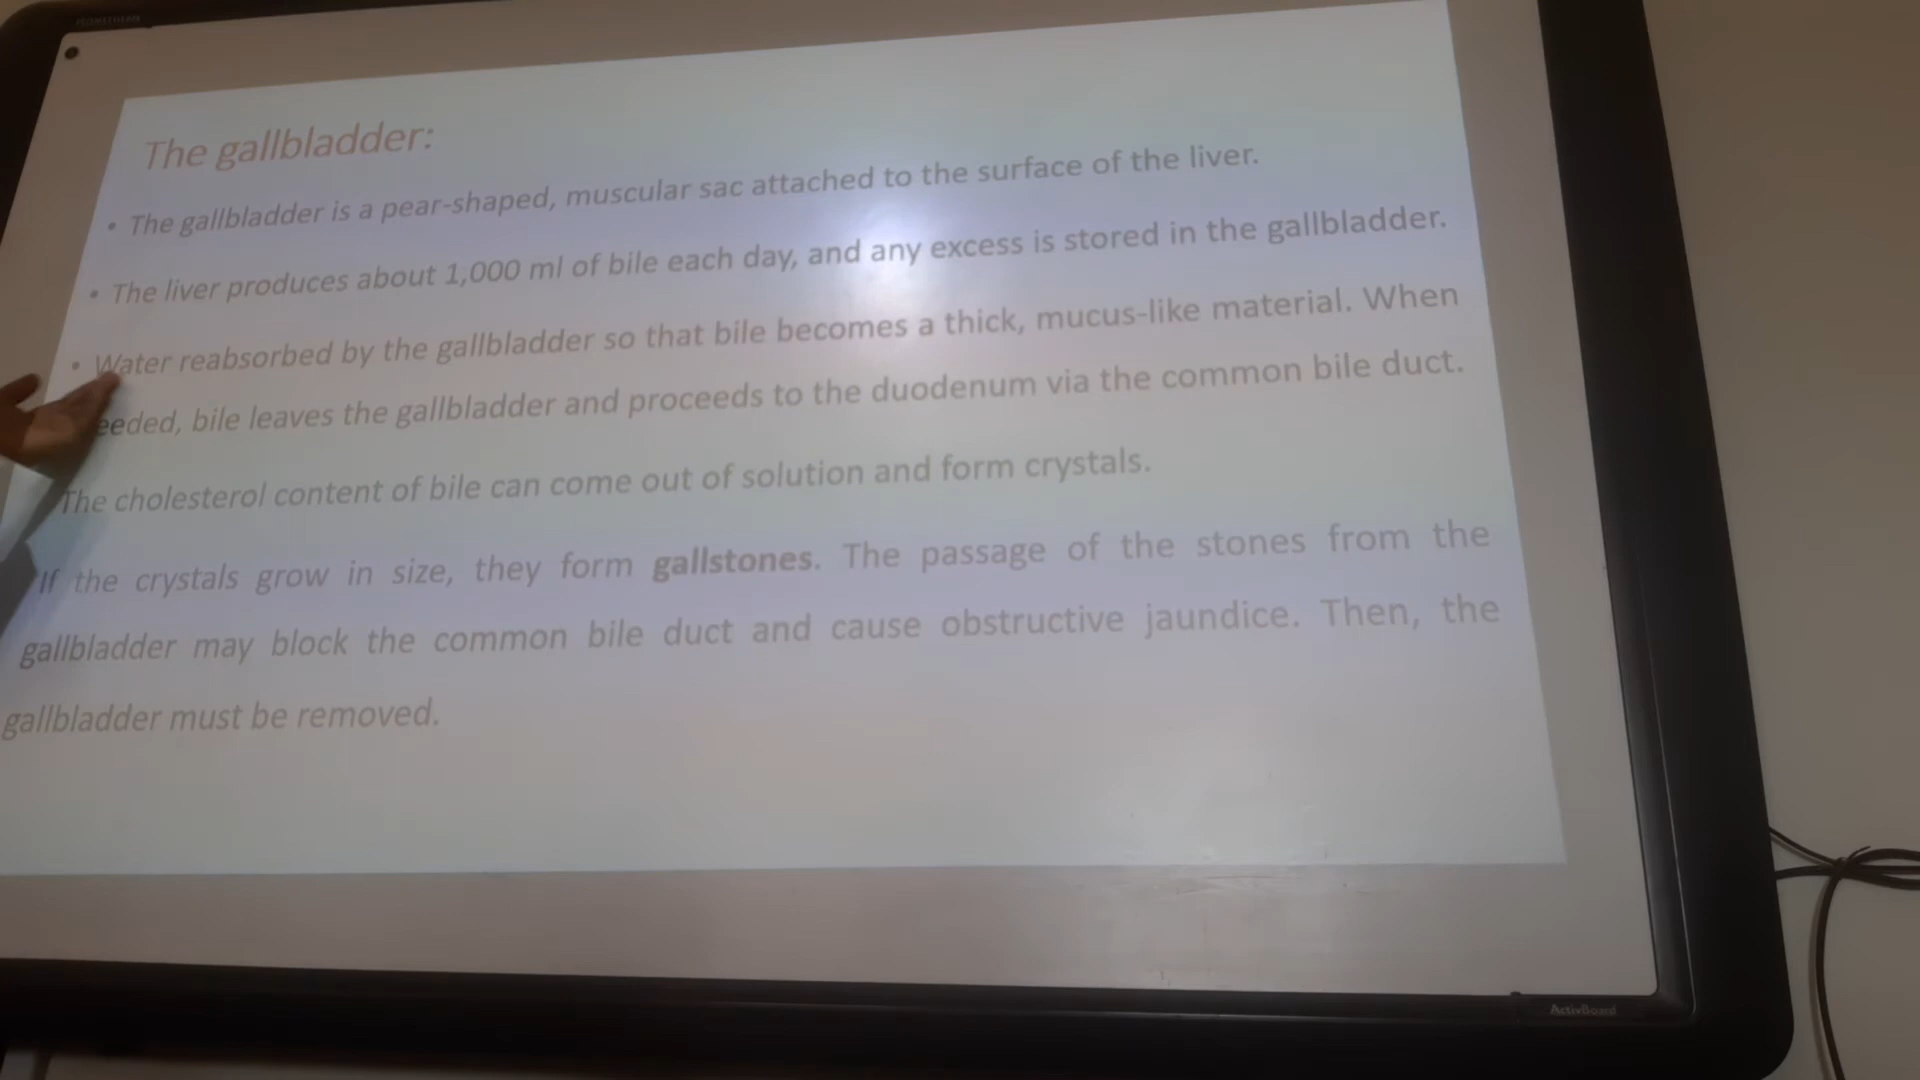 The gallbladder:
• The gallbladder is a pear-shaped, muscular sac attached to the surface of the liver.
• The liver produces about 1,000 ml of bile each day, and any excess is stored in the gallbladder.
• Water reabsorbed by the gallbladder so that bile becomes a thick, mucus-like material. When
eeded, bile leaves the gallbladder and proceeds to the duodenum via the common bile duct.
The cholesterol content of bile can come out of solution and form crystals.
If the crystals grow in size, they form gallstones. The passage of the stones from the
gallbladder may block the common bile duct and cause obstructive jaundice. Then, the
gallbladder must be removed.
ActivBoard